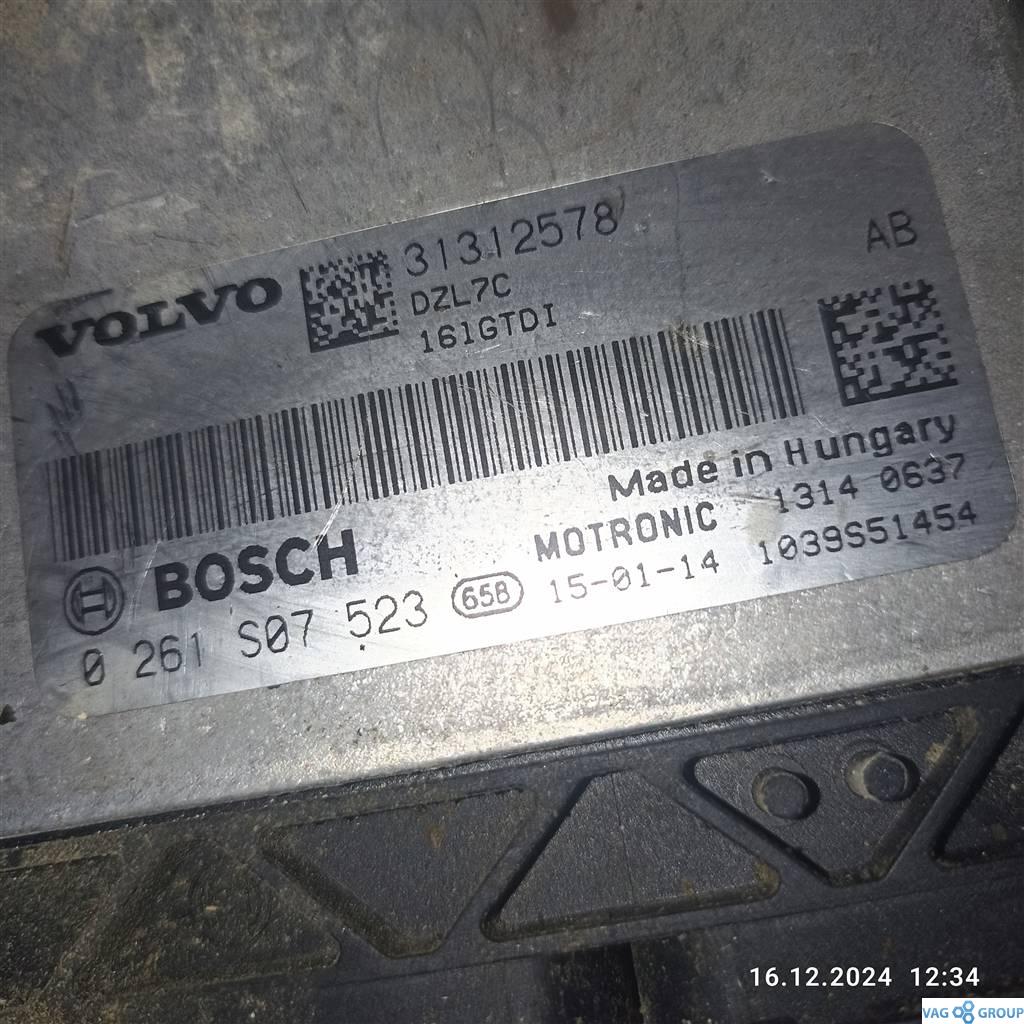 VOLVO
31312578
AB
DZL7C
161GTDI
Made in Hungary
BOSCH
MOTRONIC
1314 0637
0 261 S07 523
65B
15-01-14
1039S51454
16.12.2024 12:34
VAG GROUP